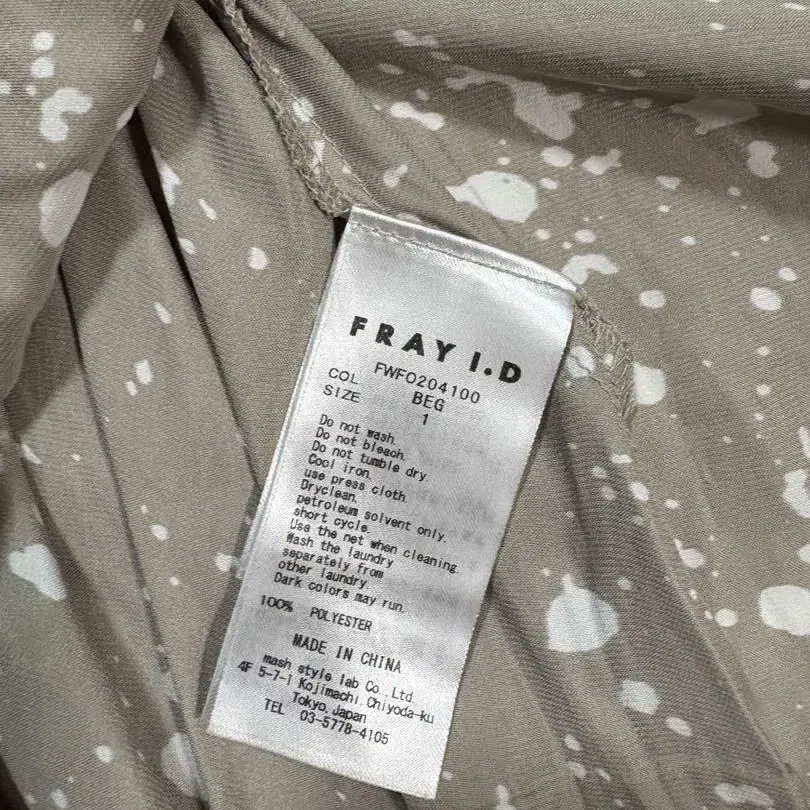 FRAY I.D
FWFO204100
COL BEG
SIZE 1
Do not wash.
Do not bleach.
Do not tumble dry.
Cool iron.
use press cloth.
Dryclean.
petroleum solvent only.
short cycle.
Use the net when cleaning.
Wash the laundry
separately from
other laundry.
Dark colors may run.
100% POLYESTER
MADE IN CHINA
mash style lab Co., Ltd
4F 5-7-1 Kojimachi, Chiyoda-ku
Tokyo, Japan
TEL 03-5778-4105